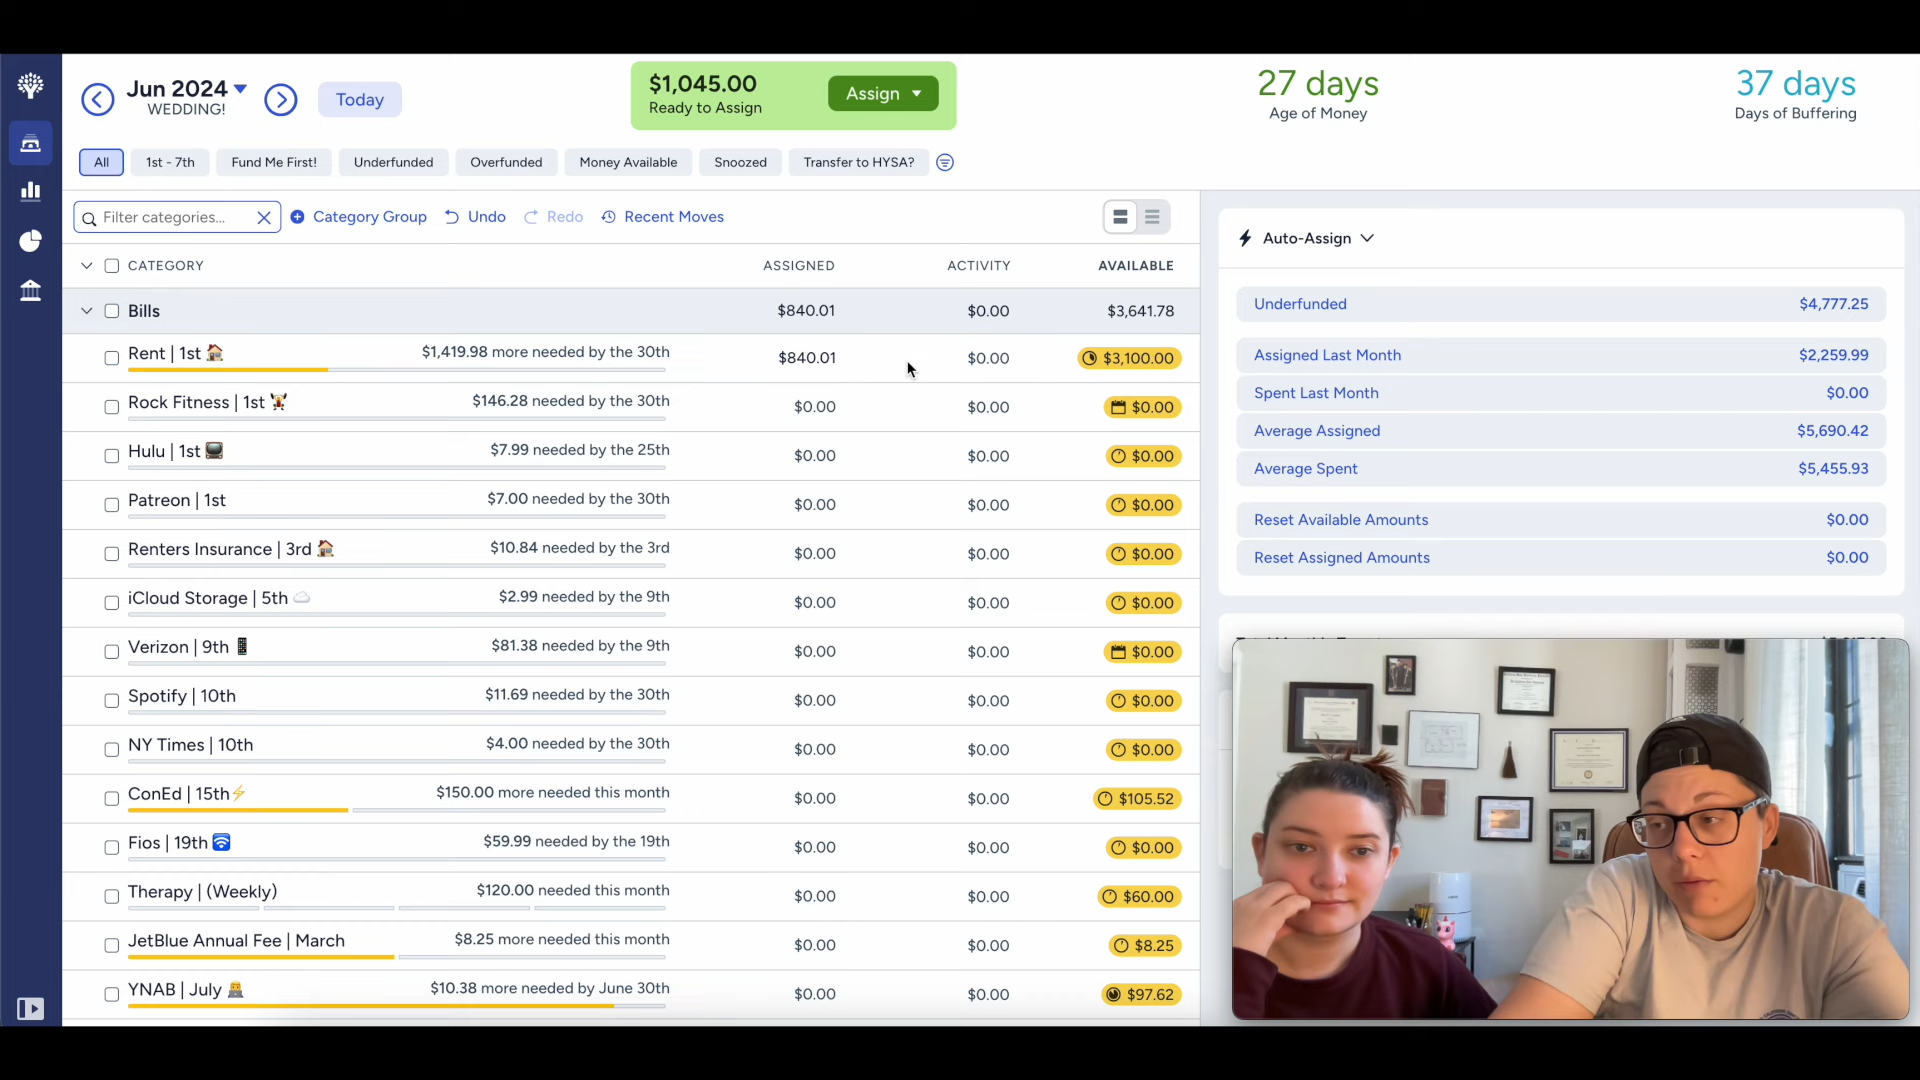 Jun 2024
WEDDING!
Today
$1,045.00
Ready to Assign
Assign
27 days
Age of Money
37 days
Days of Buffering
All
1st - 7th
Fund Me First!
Underfunded
Overfunded
Money Available
Snoozed
Transfer to HYSA?
Filter categories...
Category Group
Undo
Redo
Recent Moves
CATEGORY ASSIGNED ACTIVITY AVAILABLE
Bills $840.01 $0.00 $3,641.78
Rent | 1st 🏠 $1,419.98 more needed by the 30th $840.01 $0.00 $3,100.00
Rock Fitness | 1st 🏋 $146.28 needed by the 30th $0.00 $0.00 $0.00
Hulu | 1st 📺 $7.99 needed by the 25th $0.00 $0.00 $0.00
Patreon | 1st $7.00 needed by the 30th $0.00 $0.00 $0.00
Renters Insurance | 3rd 🏠 $10.84 needed by the 3rd $0.00 $0.00 $0.00
iCloud Storage | 5th ☁️ $2.99 needed by the 9th $0.00 $0.00 $0.00
Verizon | 9th 📱 $81.38 needed by the 9th $0.00 $0.00 $0.00
Spotify | 10th $11.69 needed by the 30th $0.00 $0.00 $0.00
NY Times | 10th $4.00 needed by the 30th $0.00 $0.00 $0.00
ConEd | 15th⚡ $150.00 more needed this month $0.00 $0.00 $105.52
Fios | 19th 🛜 $59.99 needed by the 19th $0.00 $0.00 $0.00
Therapy | (Weekly) $120.00 needed this month $0.00 $0.00 $60.00
JetBlue Annual Fee | March $8.25 more needed this month $0.00 $0.00 $8.25
YNAB | July 👨‍💻 $10.38 more needed by June 30th $0.00 $0.00 $97.62
Auto-Assign
Underfunded $4,777.25
Assigned Last Month $2,259.99
Spent Last Month $0.00
Average Assigned $5,690.42
Average Spent $5,455.93
Reset Available Amounts $0.00
Reset Assigned Amounts $0.00